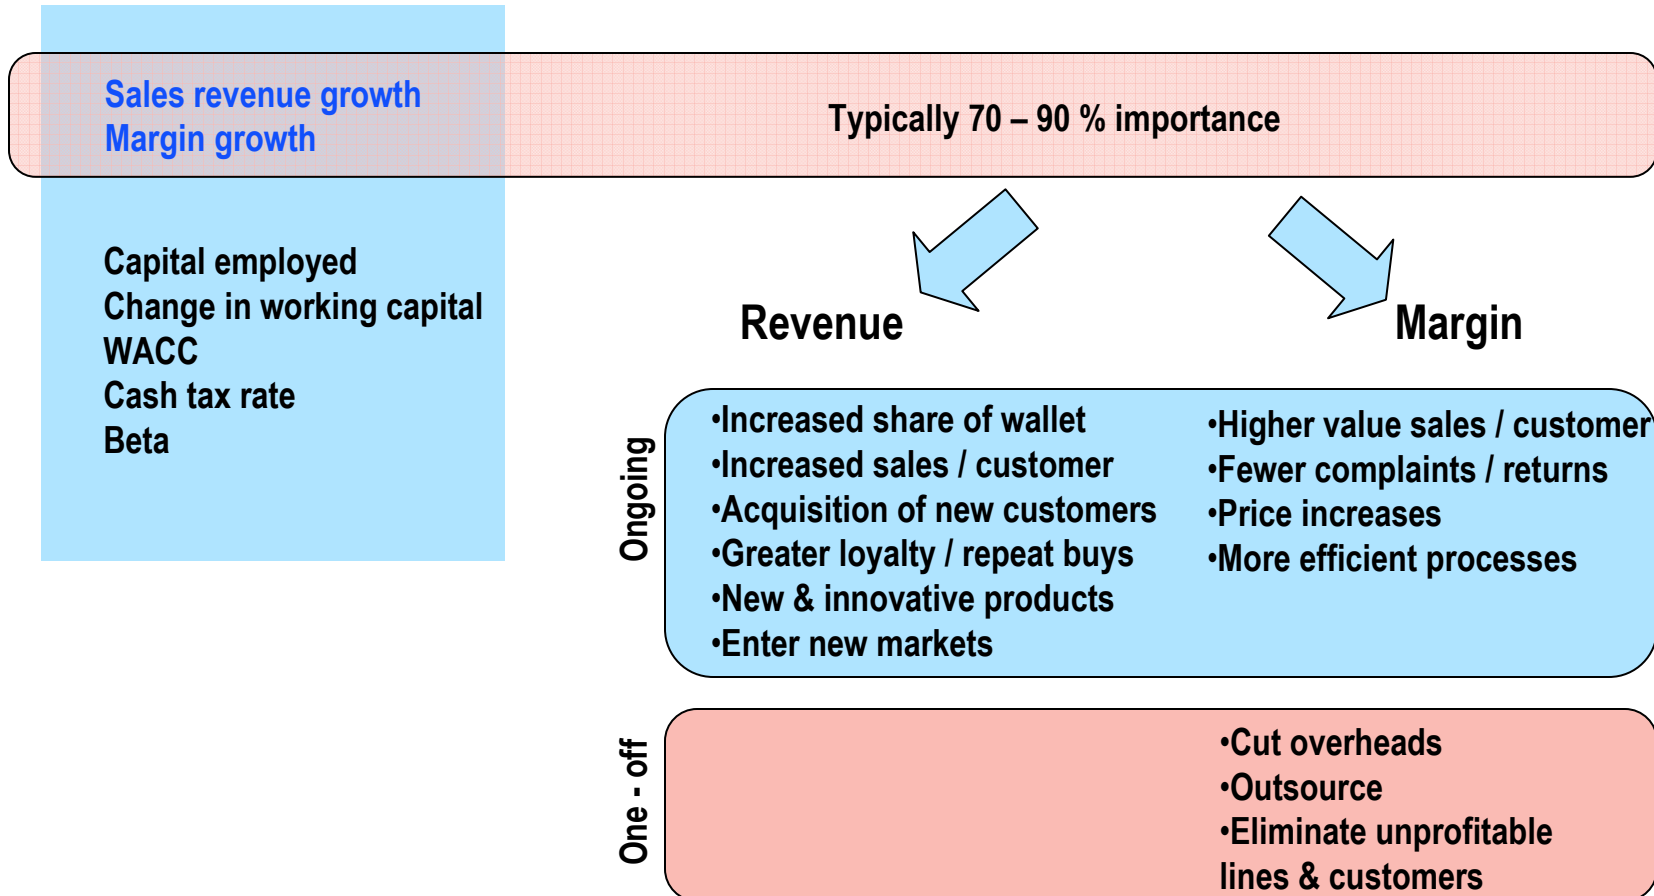 Sales revenue growth
Margin growth
Typically 70 – 90 % importance
Capital employed
Change in working capital
WACC
Cash tax rate
Beta
Revenue
Margin
Ongoing
•Increased share of wallet
•Increased sales / customer
•Acquisition of new customers
•Greater loyalty / repeat buys
•New & innovative products
•Enter new markets
•Higher value sales / customer
•Fewer complaints / returns
•Price increases
•More efficient processes
One - off
•Cut overheads
•Outsource
•Eliminate unprofitable
lines & customers